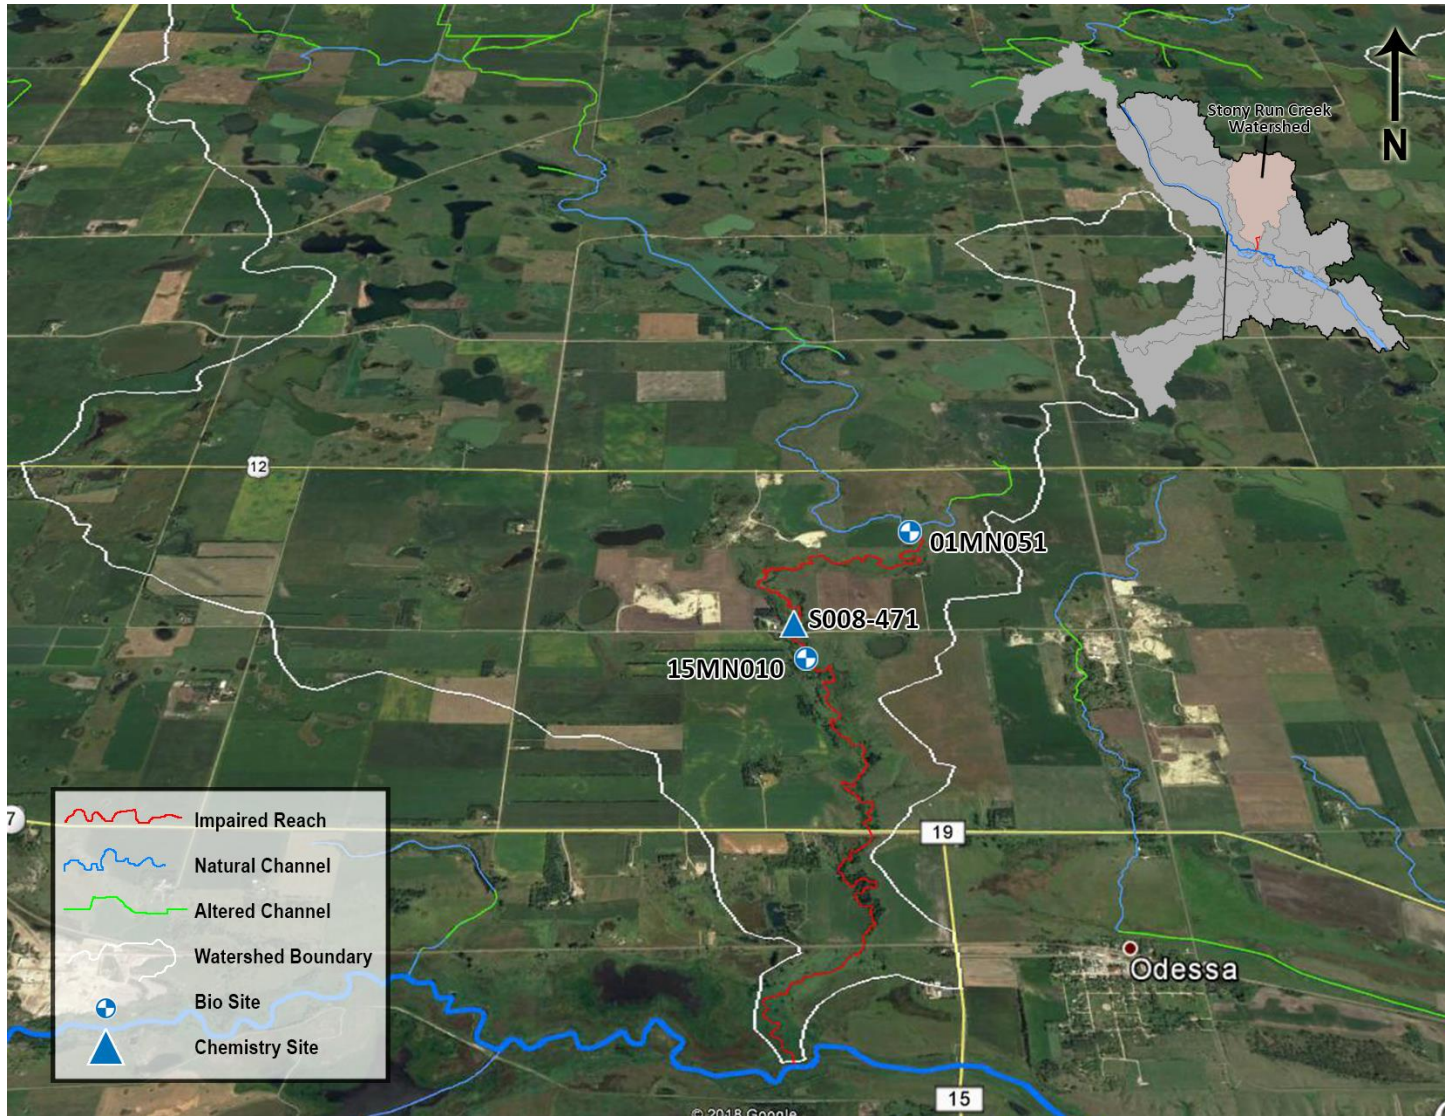 Stony Run Creek
Watershed
N
12
01MN051
S008-471
15MN010
7
19
Odessa
15
Impaired Reach
Natural Channel
Altered Channel
Watershed Boundary
Bio Site
Chemistry Site
© 2018 Google